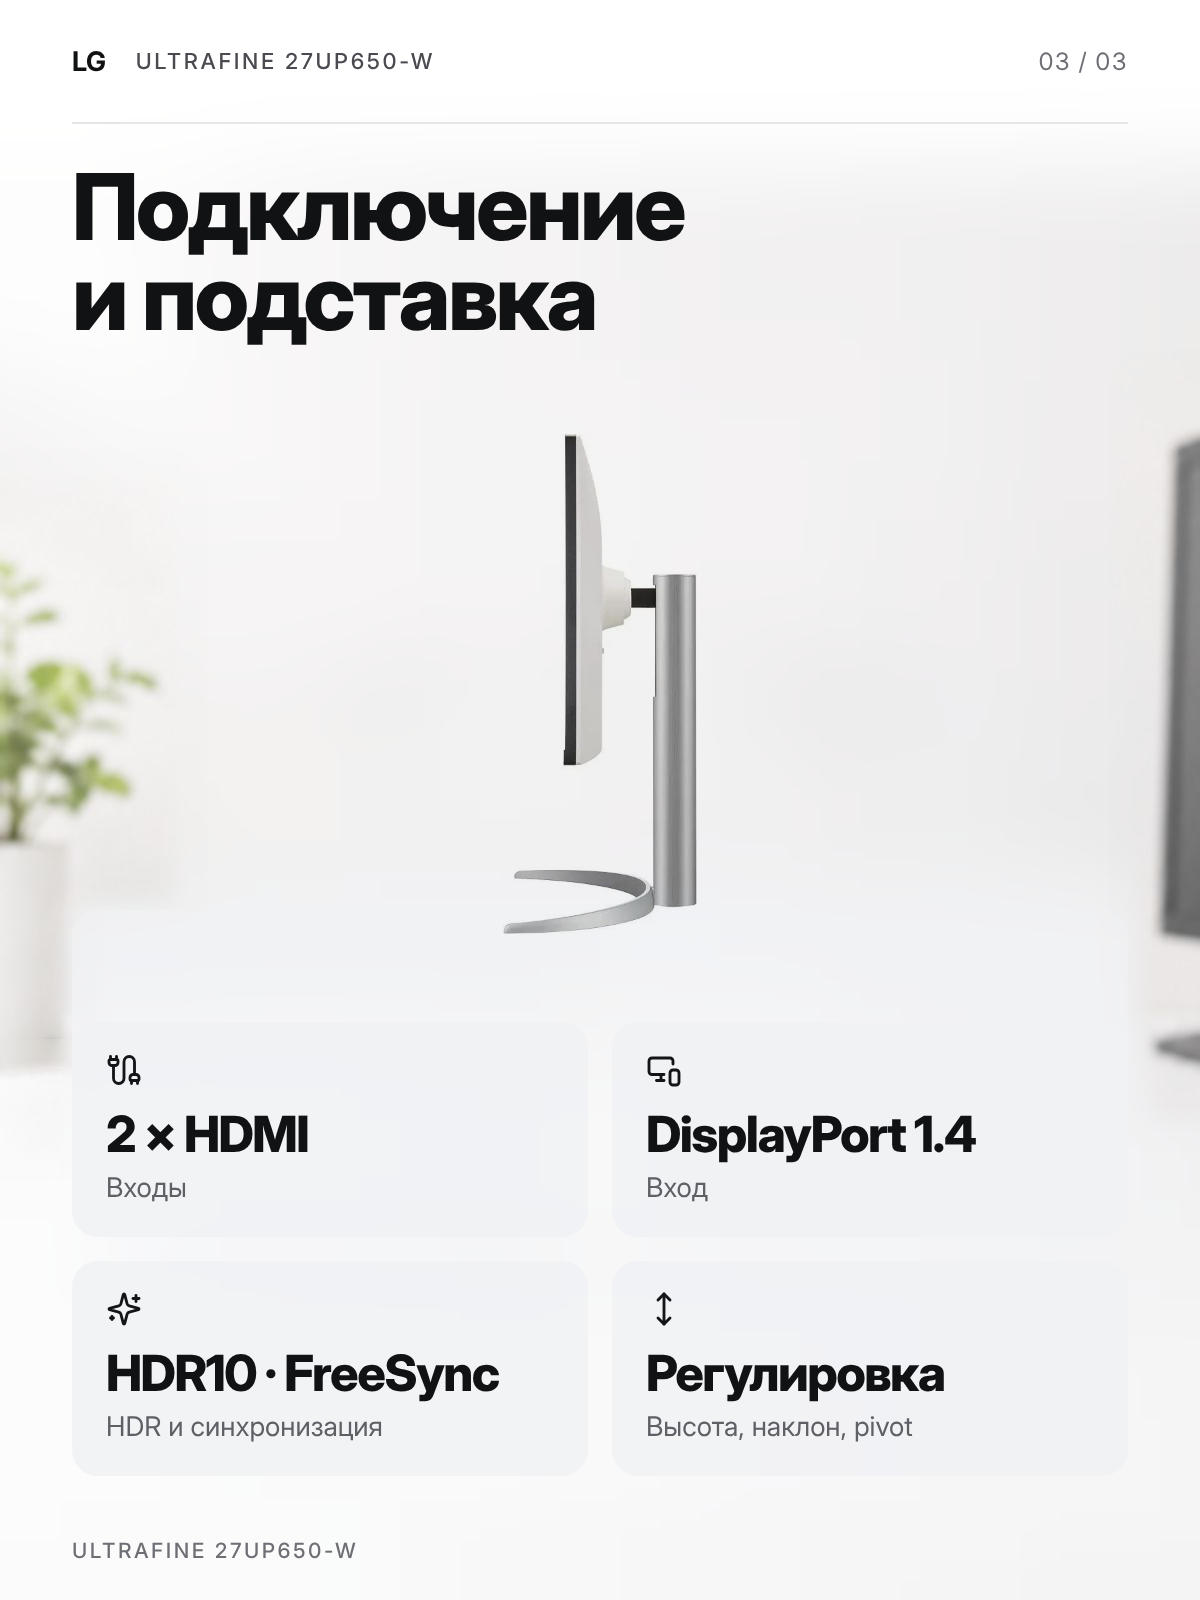 LG ULTRAFINE 27UP650-W 03 / 03
Подключение
и подставка
2 × HDMI
Входы
DisplayPort 1.4
Вход
HDR10 · FreeSync
HDR и синхронизация
Регулировка
Высота, наклон, pivot
ULTRAFINE 27UP650-W